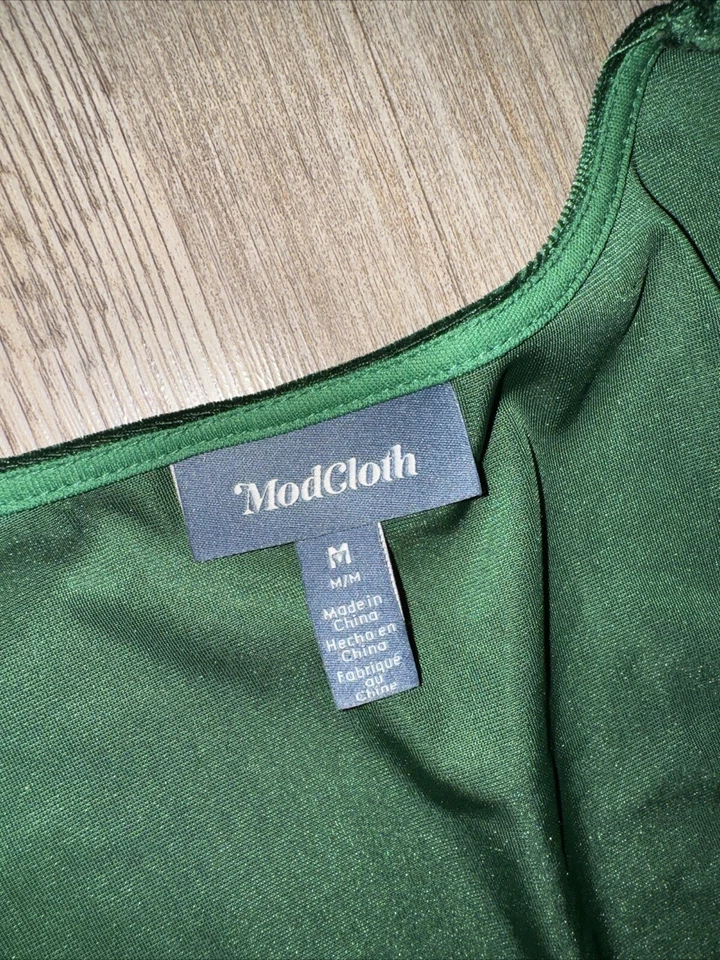 ModCloth
M
M/M
Made in
China
Hecho en
China
Fabriqué
au
Chine